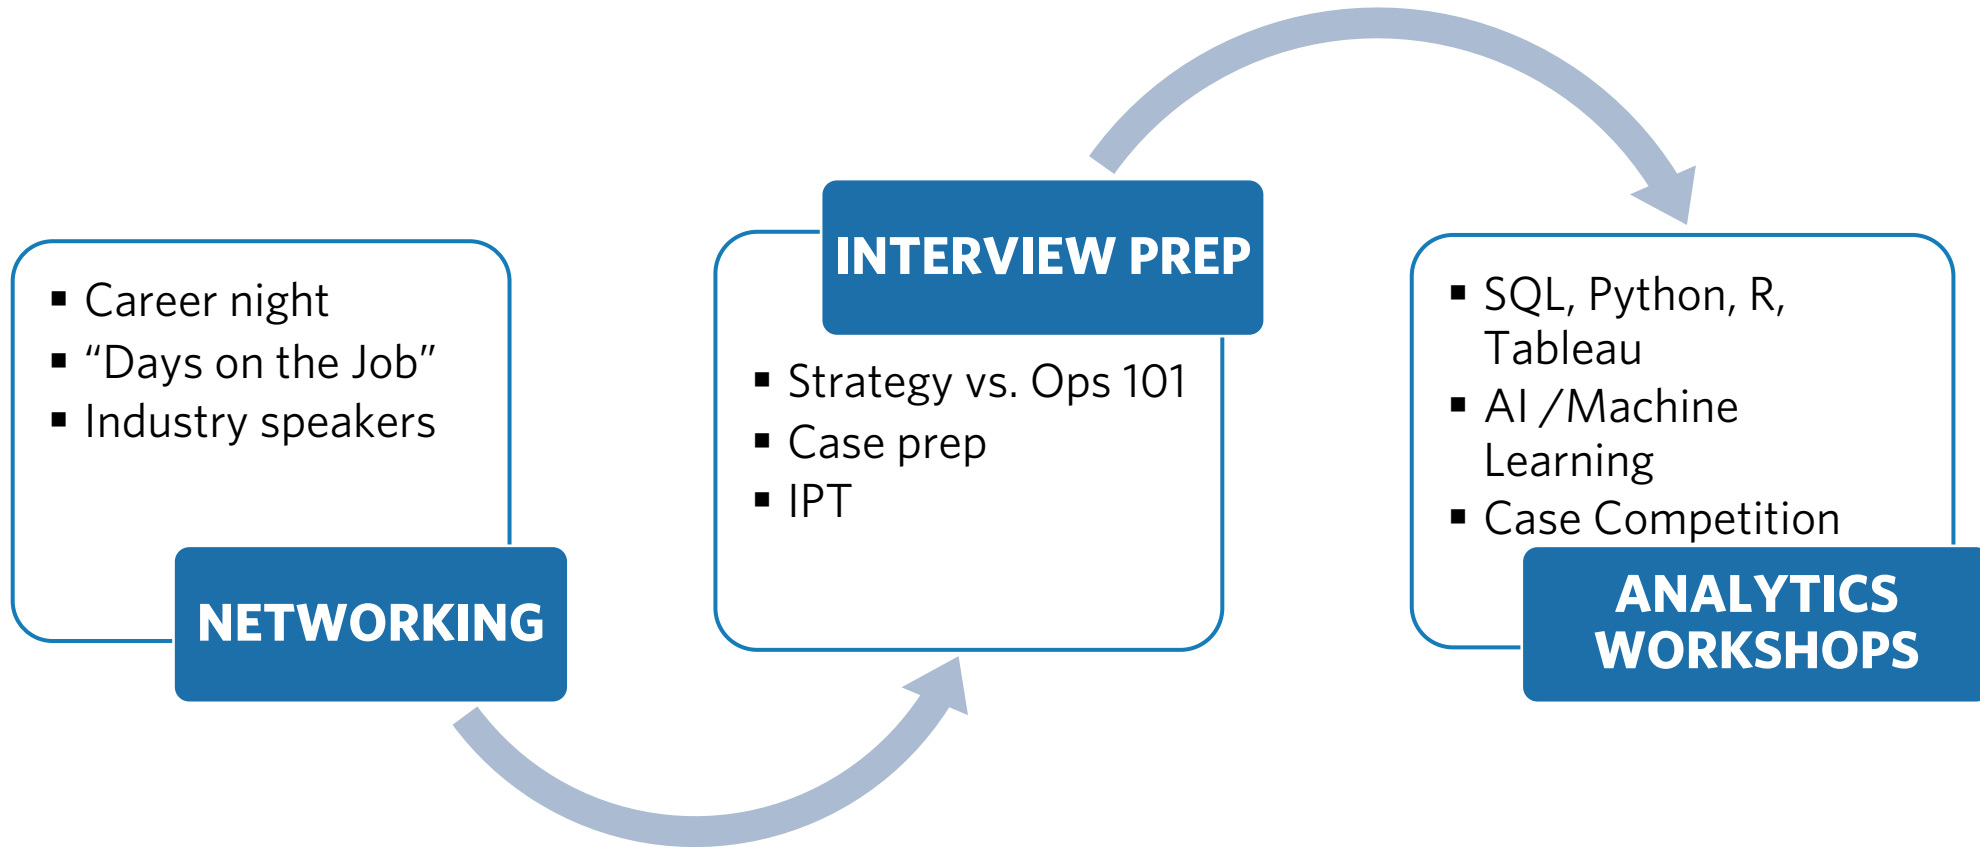 ▪ Career night
▪ “Days on the Job”
▪ Industry speakers
NETWORKING
INTERVIEW PREP
▪ Strategy vs. Ops 101
▪ Case prep
▪ IPT
▪ SQL, Python, R,
Tableau
▪ AI /Machine
Learning
▪ Case Competition
ANALYTICS
WORKSHOPS